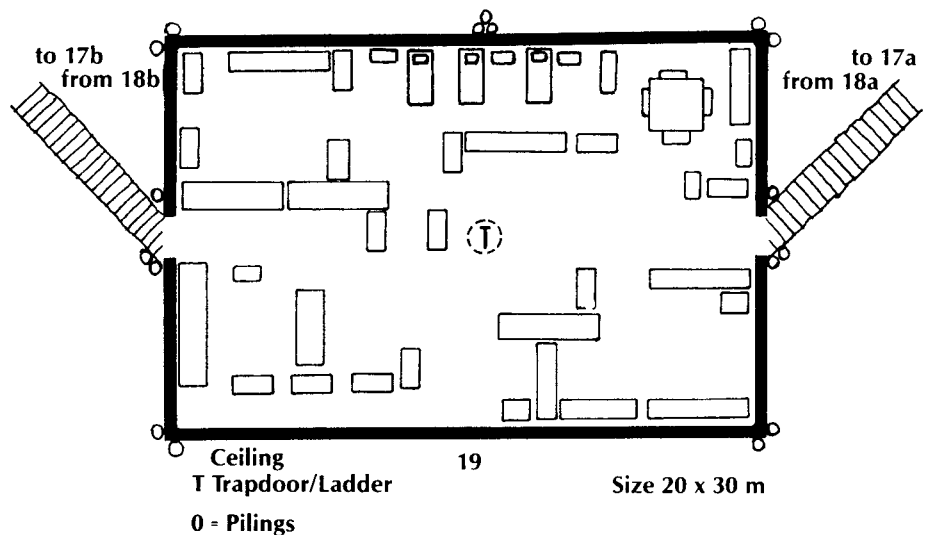 to 17b
from 18b
to 17a
from 18a
T
Ceiling
19
T Trapdoor/Ladder
Size 20 x 30 m
0 = Pilings